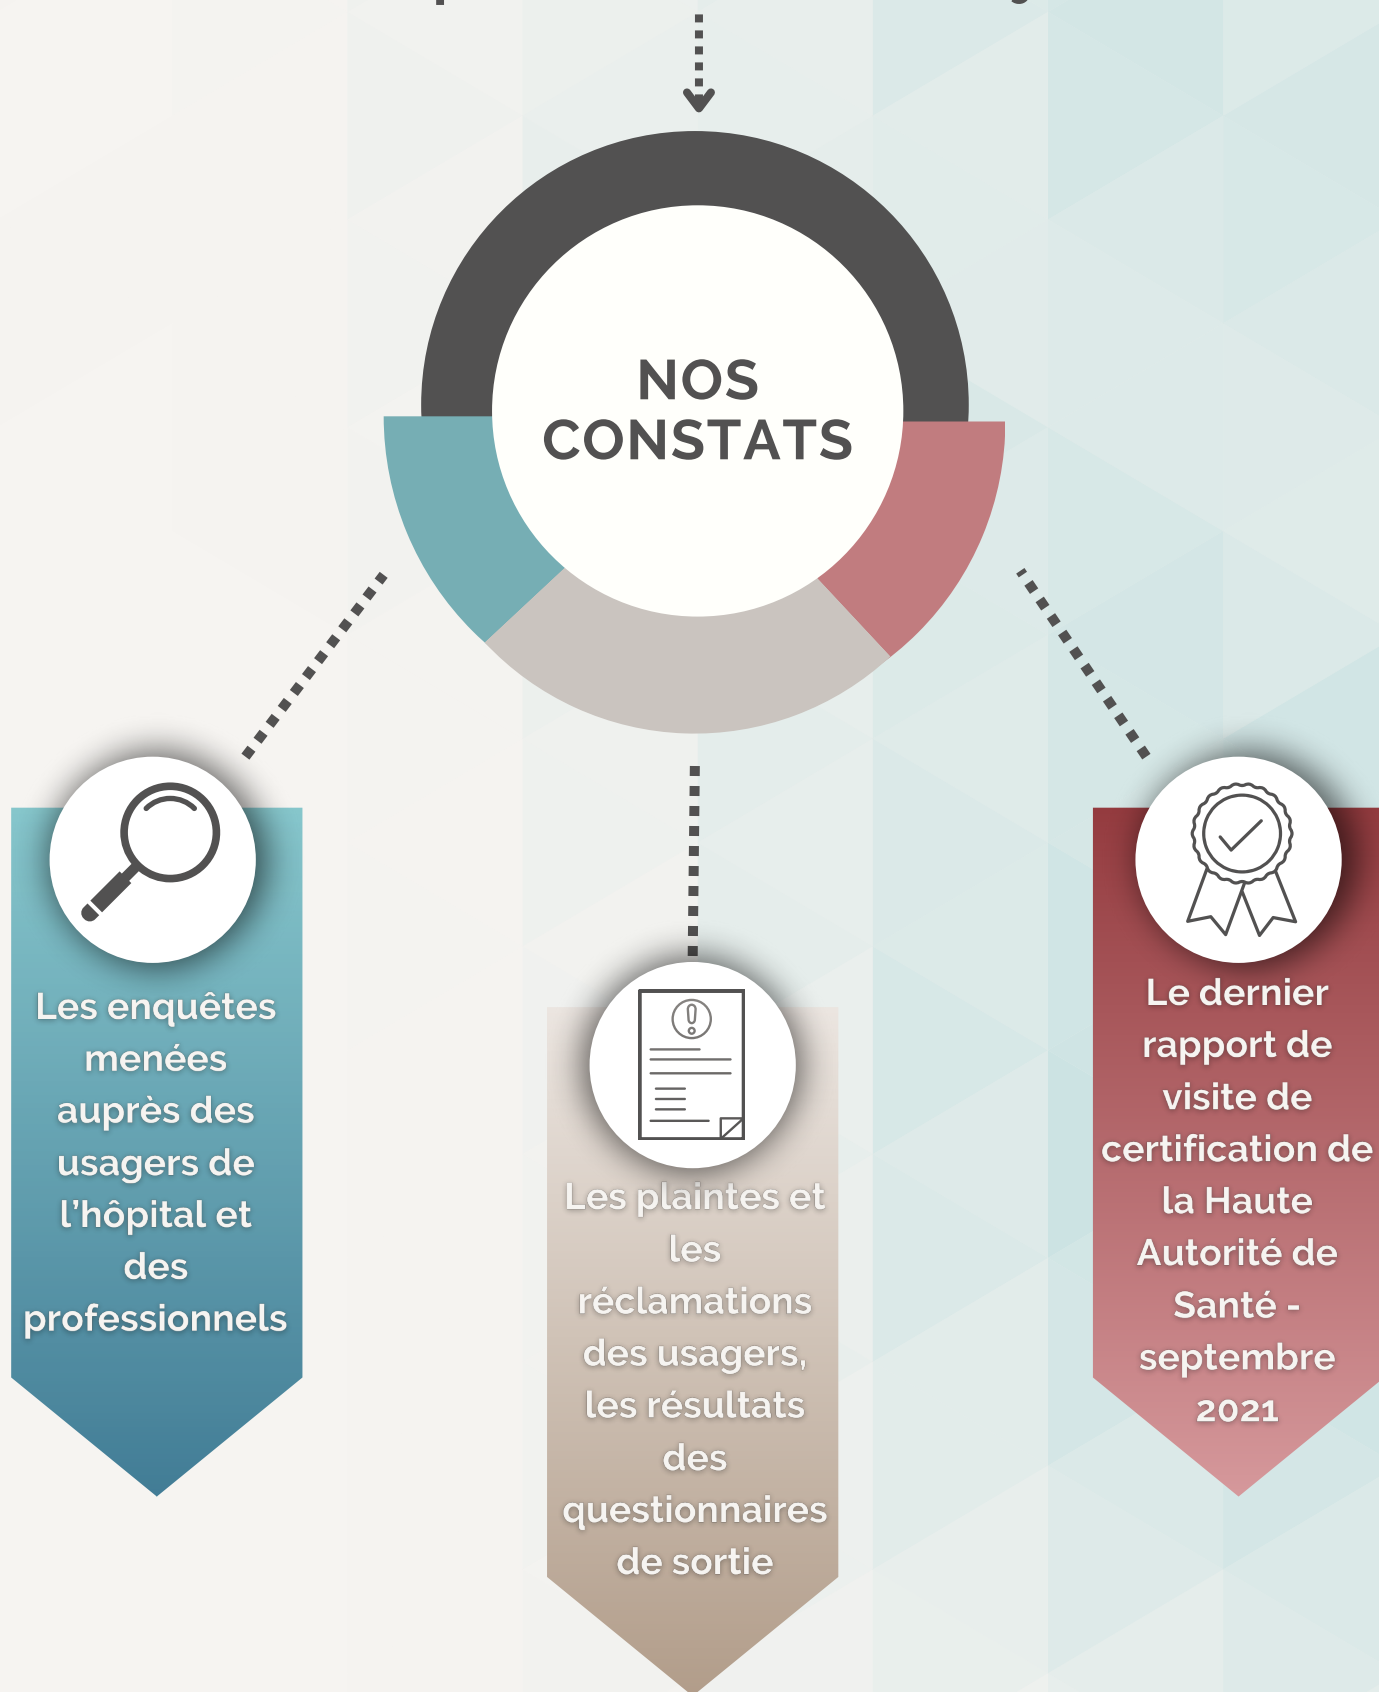 NOS
CONSTATS
Les enquêtes
menées
auprès des
usagers de
l'hôpital et
des
professionnels
Les plaintes et
les
réclamations
des usagers,
les résultats
des
questionnaires
de sortie
Le dernier
rapport de
visite de
certification de
la Haute
Autorité de
Santé -
septembre
2021